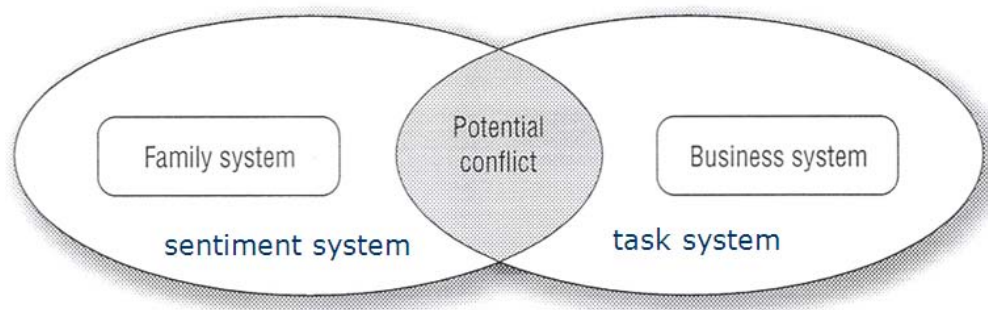 Family system
Potential
conflict
Business system
sentiment system
task system